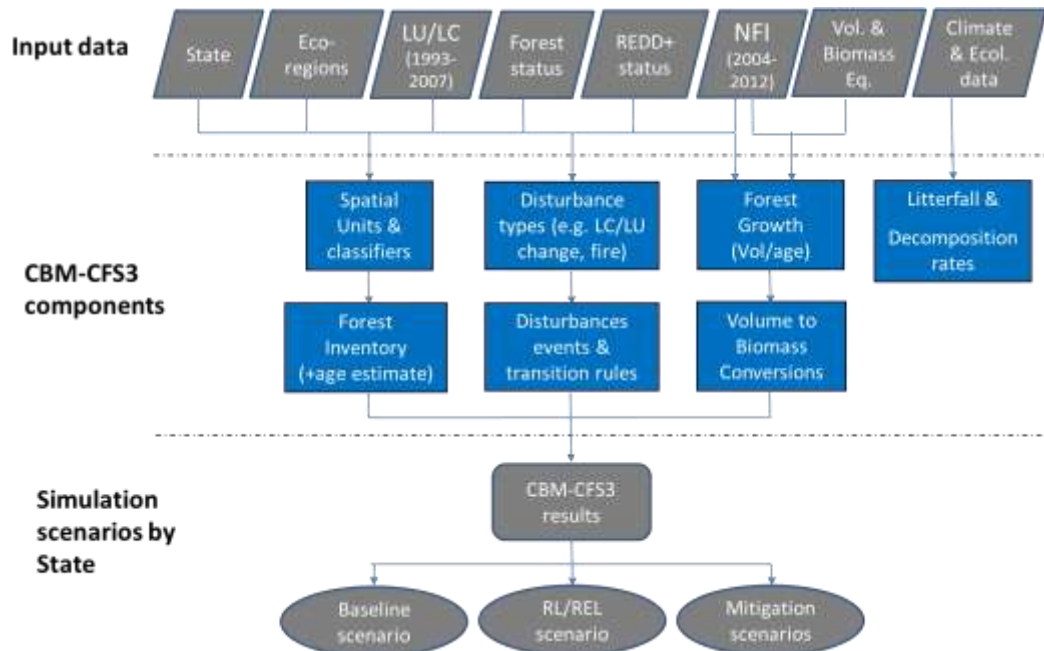 Input data
State
Eco-
regions
LU/LC
(1993-
2007)
Forest
status
REDD+
status
NFI
(2004-
2012)
Vol. &
Biomass
Eq.
Climate
& Ecol.
data
CBM-CFS3
components
Spatial
Units &
classifiers
Disturbance
types (e.g. LC/LU
change, fire)
Forest
Growth
(Vol/age)
Litterfall &
Decomposition
rates
Forest
Inventory
(+age estimate)
Disturbances
events &
transition rules
Volume to
Biomass
Conversions
Simulation
scenarios by
State
CBM-CFS3
results
Baseline
scenario
RL/REL
scenario
Mitigation
scenarios